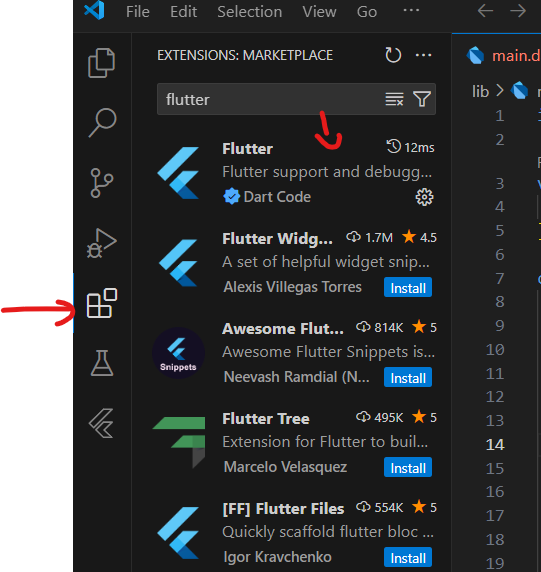 File Edit Selection View Go ...
EXTENSIONS: MARKETPLACE ...
main.d
flutter
lib >
Flutter 12ms
Flutter support and debugg...
Dart Code
Flutter Widg... 1.7M 4.5
A set of helpful widget snip...
Alexis Villegas Torres Install
Awesome Flut... 814K 5
Snippets
Awesome Flutter Snippets is...
Neevash Ramdial (N... Install
Flutter Tree 495K 5
Extension for Flutter to buil...
Marcelo Velasquez Install
[FF] Flutter Files 554K 5
Quickly scaffold flutter bloc ...
Igor Kravchenko Install
1
2
3
4
5
6
7
8
9
10
11
12
13
14
15
16
17
18
19